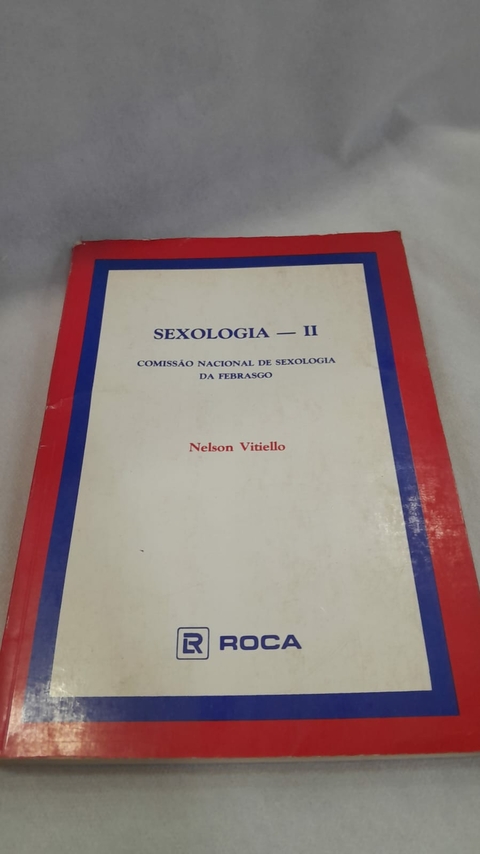 SEXOLOGIA — II
COMISSÃO NACIONAL DE SEXOLOGIA
DA FEBRASGO
Nelson Vitiello
R ROCA